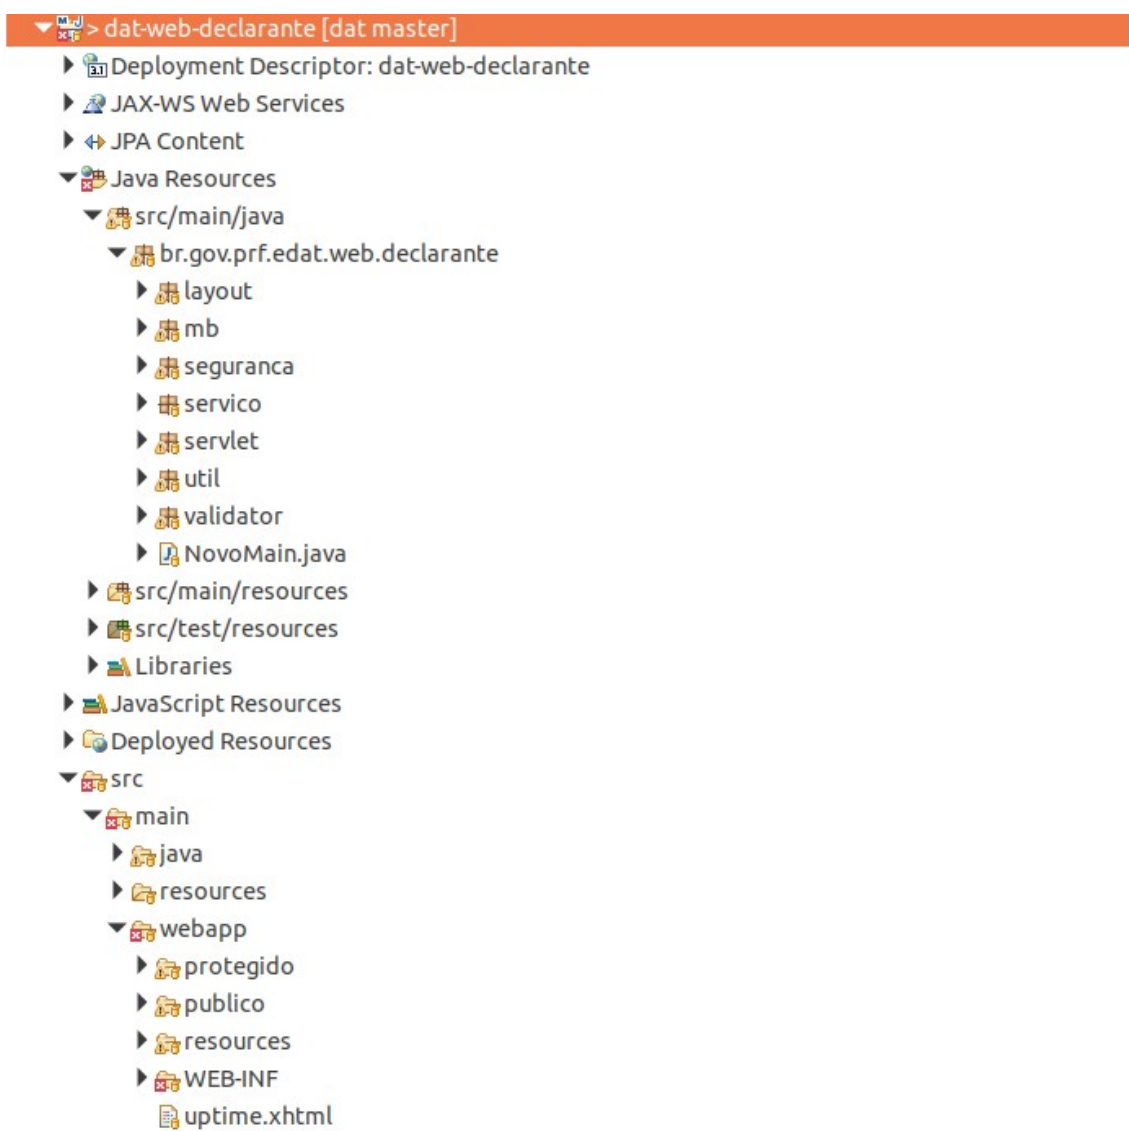 > dat-web-declarante [dat master]
Deployment Descriptor: dat-web-declarante
JAX-WS Web Services
JPA Content
Java Resources
src/main/java
br.gov.prf.edat.web.declarante
layout
mb
seguranca
servico
servlet
util
validator
NovoMain.java
src/main/resources
src/test/resources
Libraries
JavaScript Resources
Deployed Resources
src
main
java
resources
webapp
protegido
publico
resources
WEB-INF
uptime.xhtml